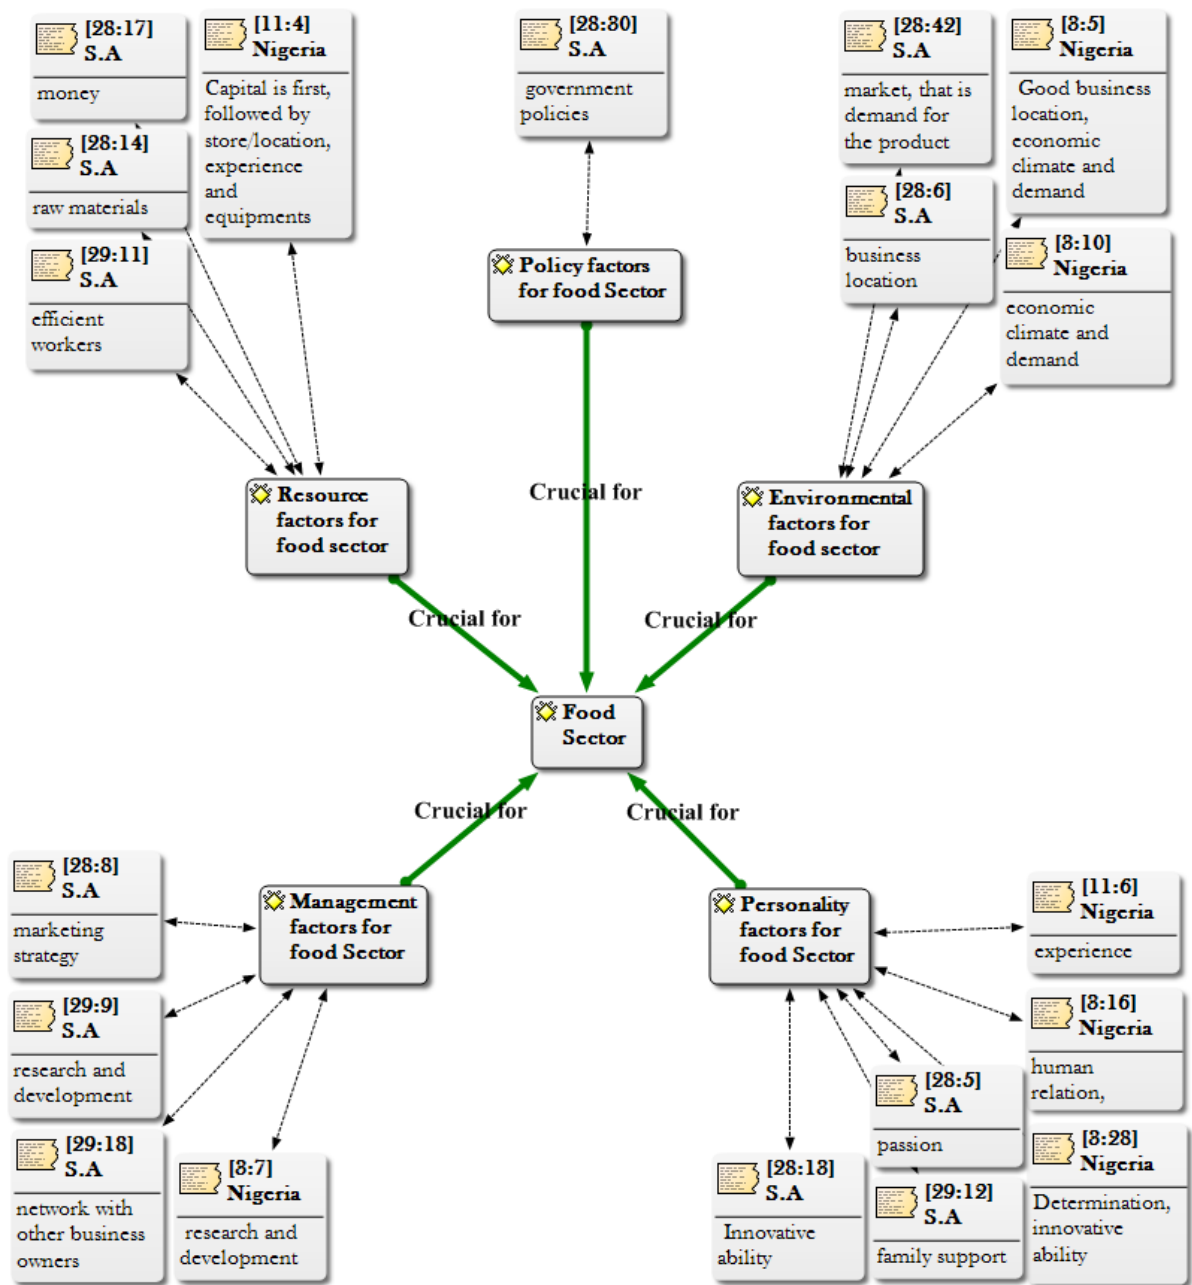 [28:17]
S.A
money
[11:4]
Nigeria
Capital is first,
followed by
store/location,
experience
and
equipments
[28:14]
S.A
raw materials
[29:11]
S.A
efficient
workers
[28:30]
S.A
government
policies
[28:42]
S.A
market, that is
demand for
the product
[3:5]
Nigeria
Good business
location,
economic
climate and
demand
[28:6]
S.A
business
location
[3:10]
Nigeria
economic
climate and
demand
Policy factors
for food Sector
Resource
factors for
food sector
Environmental
factors for
food sector
Crucial for
Crucial for
Crucial for
Food
Sector
Crucial for
Crucial for
Management
factors for
food Sector
Personality
factors for
food Sector
[28:8]
S.A
marketing
strategy
[29:9]
S.A
research and
development
[29:18]
S.A
network with
other business
owners
[3:7]
Nigeria
research and
development
[11:6]
Nigeria
experience
[3:16]
Nigeria
human
relation,
[28:5]
S.A
passion
[28:13]
S.A
Innovative
ability
[29:12]
S.A
family support
[3:28]
Nigeria
Determination,
innovative
ability